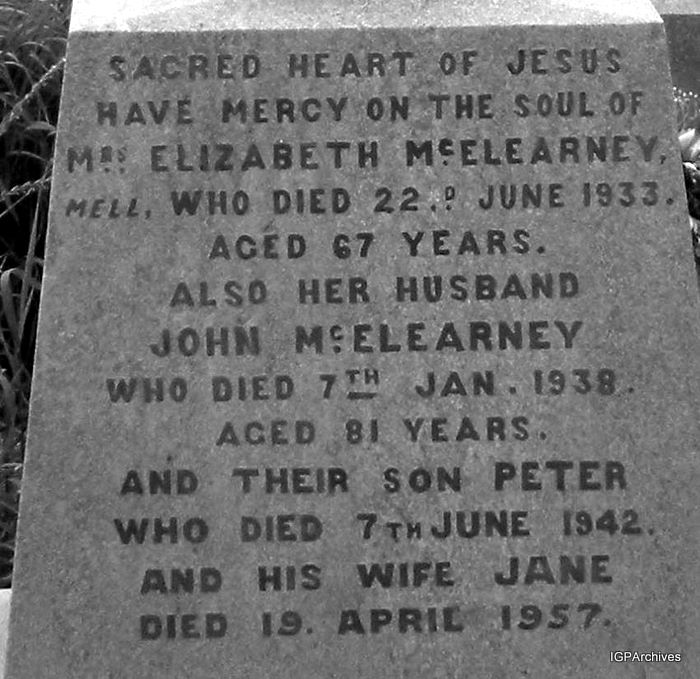 SACRED HEART OF JESUS
HAVE MERCY ON THE SOUL OF
MRS. ELIZABETH McELEARNEY,
MELL, WHO DIED 22.D JUNE 1933.
AGED 67 YEARS.
ALSO HER HUSBAND
JOHN McELEARNEY
WHO DIED 7TH JAN. 1938.
AGED 81 YEARS.
AND THEIR SON PETER
WHO DIED 7TH JUNE 1942.
AND HIS WIFE JANE
DIED 19. APRIL 1957.
IGPArchives